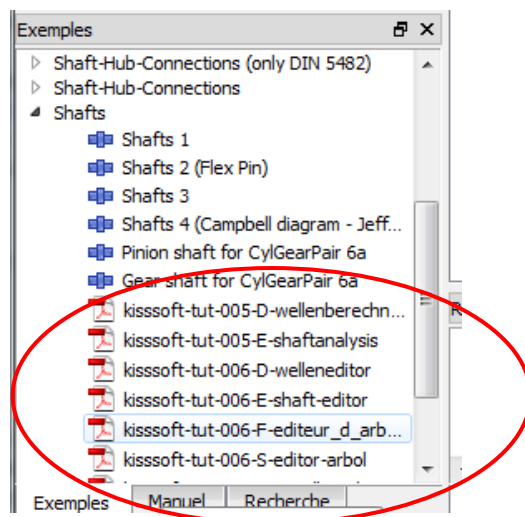 Exemples
Shaft-Hub-Connections (only DIN 5482)
Shaft-Hub-Connections
Shafts
Shafts 1
Shafts 2 (Flex Pin)
Shafts 3
Shafts 4 (Campbell diagram - Jeff...
Pinion shaft for CylGearPair 6a
Gear shaft for CylGearPair 6a
kisssoft-tut-005-D-wellenberechn...
kisssoft-tut-005-E-shaftanalysis
kisssoft-tut-006-D-welleneditor
kisssoft-tut-006-E-shaft-editor
kisssoft-tut-006-F-editeur_d_arb...
kisssoft-tut-006-S-editor-arbol
Exemples Manuel Recherche